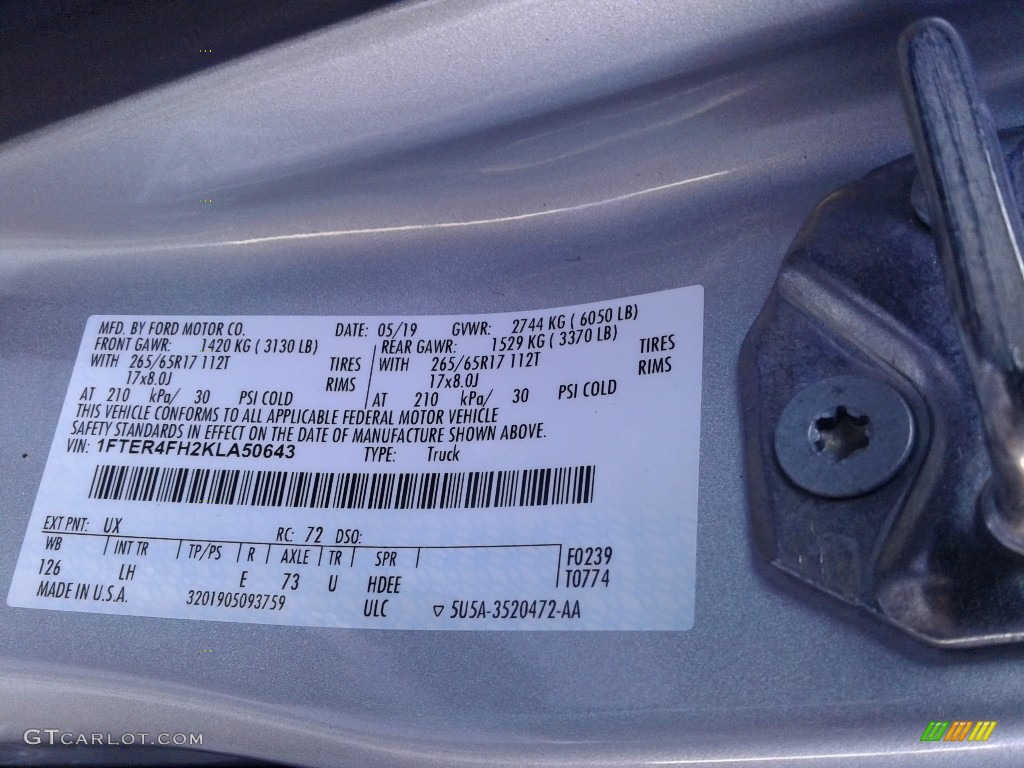 MFD. BY FORD MOTOR CO. DATE: 05/19 GVWR: 2744 KG ( 6050 LB)
FRONT GAWR: 1420 KG ( 3130 LB) REAR GAWR: 1529 KG ( 3370 LB)
WITH 265/65R17 112T TIRES WITH 265/65R17 112T TIRES
17x8.0J RIMS 17x8.0J RIMS
AT 210 kPa/ 30 PSI COLD AT 210 kPa/ 30 PSI COLD
THIS VEHICLE CONFORMS TO ALL APPLICABLE FEDERAL MOTOR VEHICLE
SAFETY STANDARDS IN EFFECT ON THE DATE OF MANUFACTURE SHOWN ABOVE.
VIN: 1FTER4FH2KLA50643 TYPE: Truck
EXT PNT: UX RC: 72 DSO:
WB INT TR TP/PS R AXLE TR SPR F0239
126 LH E 73 U HDEE T0774
MADE IN U.S.A. 3201905093759 ULC ▽ 5U5A-3520472-AA
GTCARLOT.COM